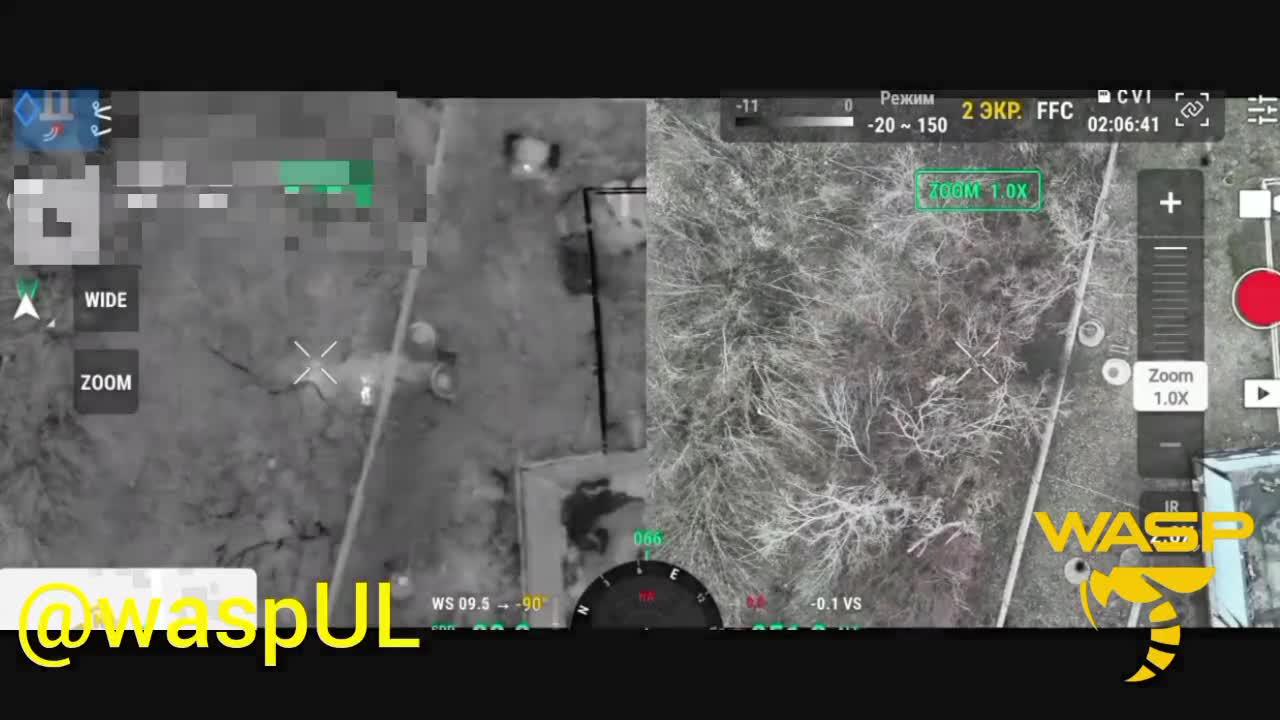 -11 0
Режим
-20 ~ 150
2 ЭКР.
FFC
02:06:41
ZOOM 1.0X
WIDE
ZOOM
Zoom
1.0X
IR
WASP
066
E
N
WS 09.5 → -90°
-0.1 VS
@waspUL